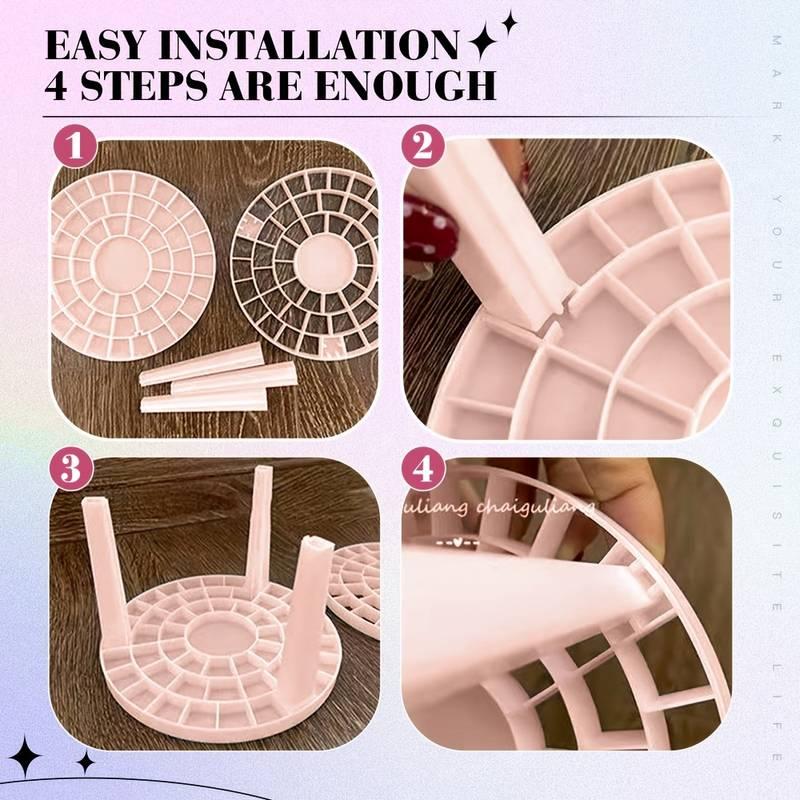 EASY INSTALLATION
4 STEPS ARE ENOUGH
1
2
3
4
uliang chaiguliang
MARK YOUR EXQUISITE LIFE